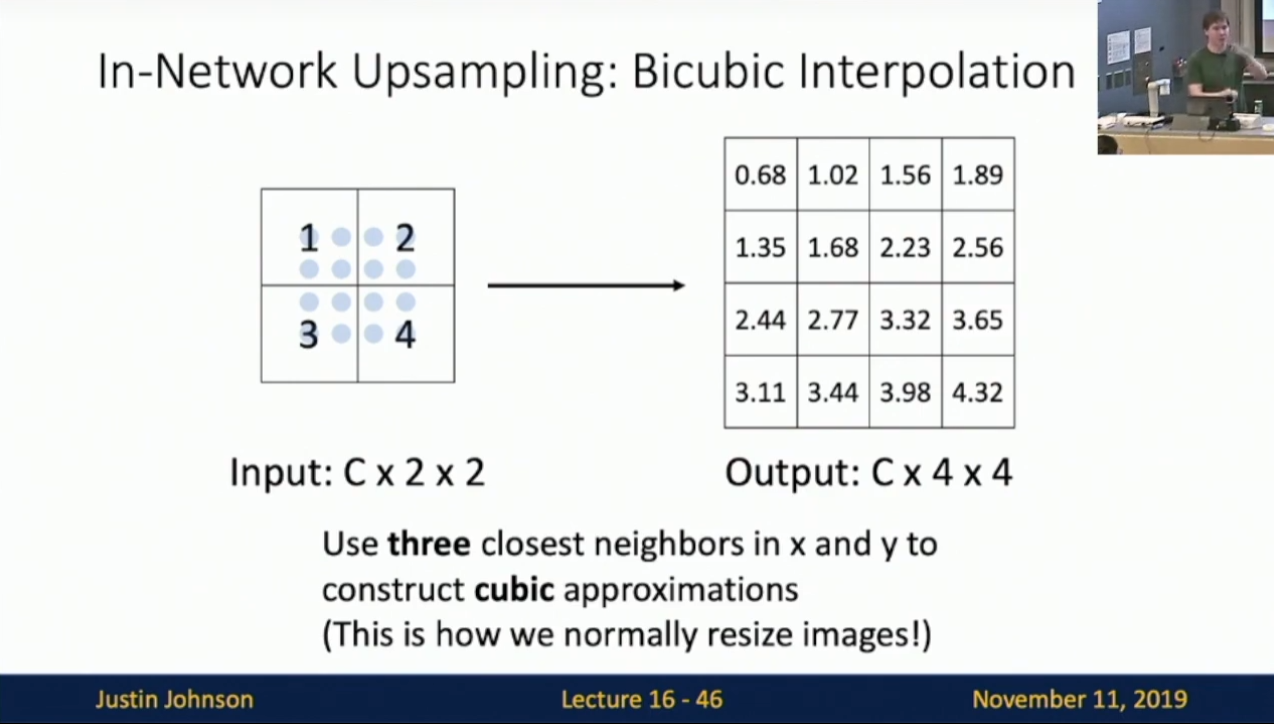 In-Network Upsampling: Bicubic Interpolation
1 2
3 4
0.68 1.02 1.56 1.89
1.35 1.68 2.23 2.56
2.44 2.77 3.32 3.65
3.11 3.44 3.98 4.32
Input: C x 2 x 2
Output: C x 4 x 4
Use three closest neighbors in x and y to
construct cubic approximations
(This is how we normally resize images!)
Justin Johnson
Lecture 16 - 46
November 11, 2019